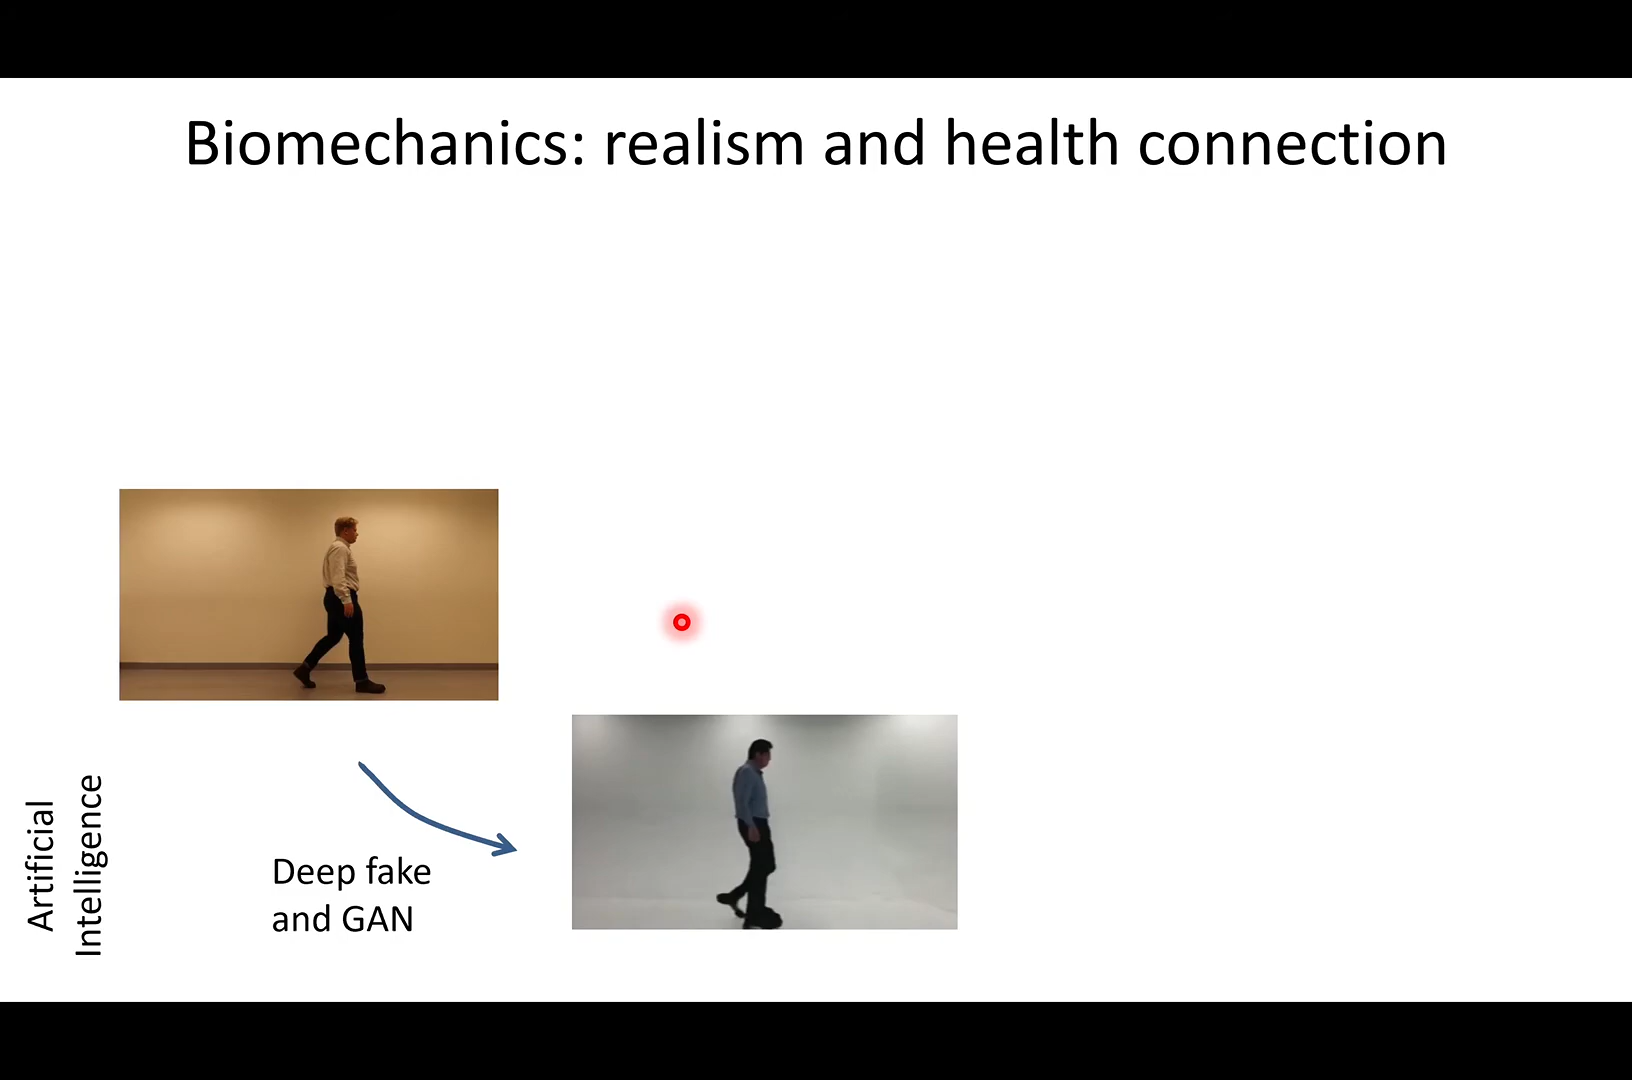 Biomechanics: realism and health connection
Artificial
Intelligence
Deep fake
and GAN